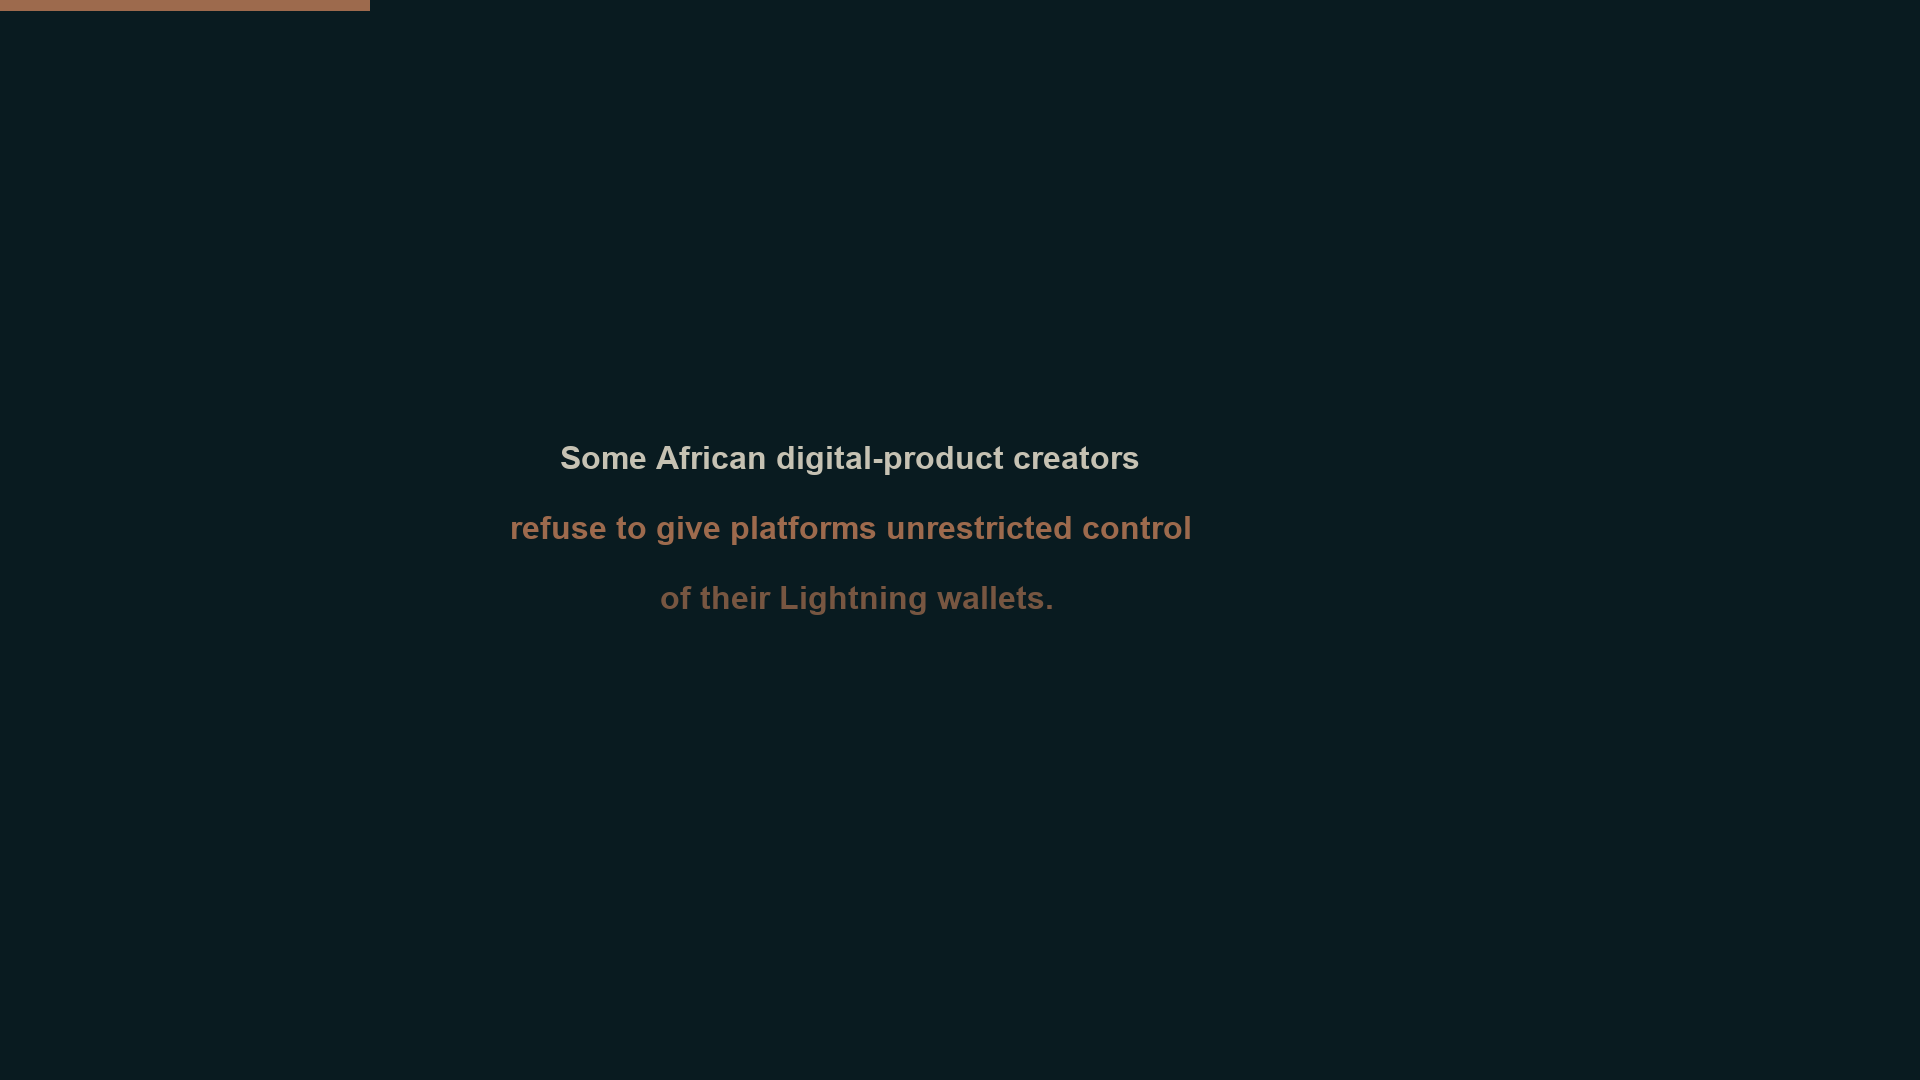 Some African digital-product creators
refuse to give platforms unrestricted control
of their Lightning wallets.